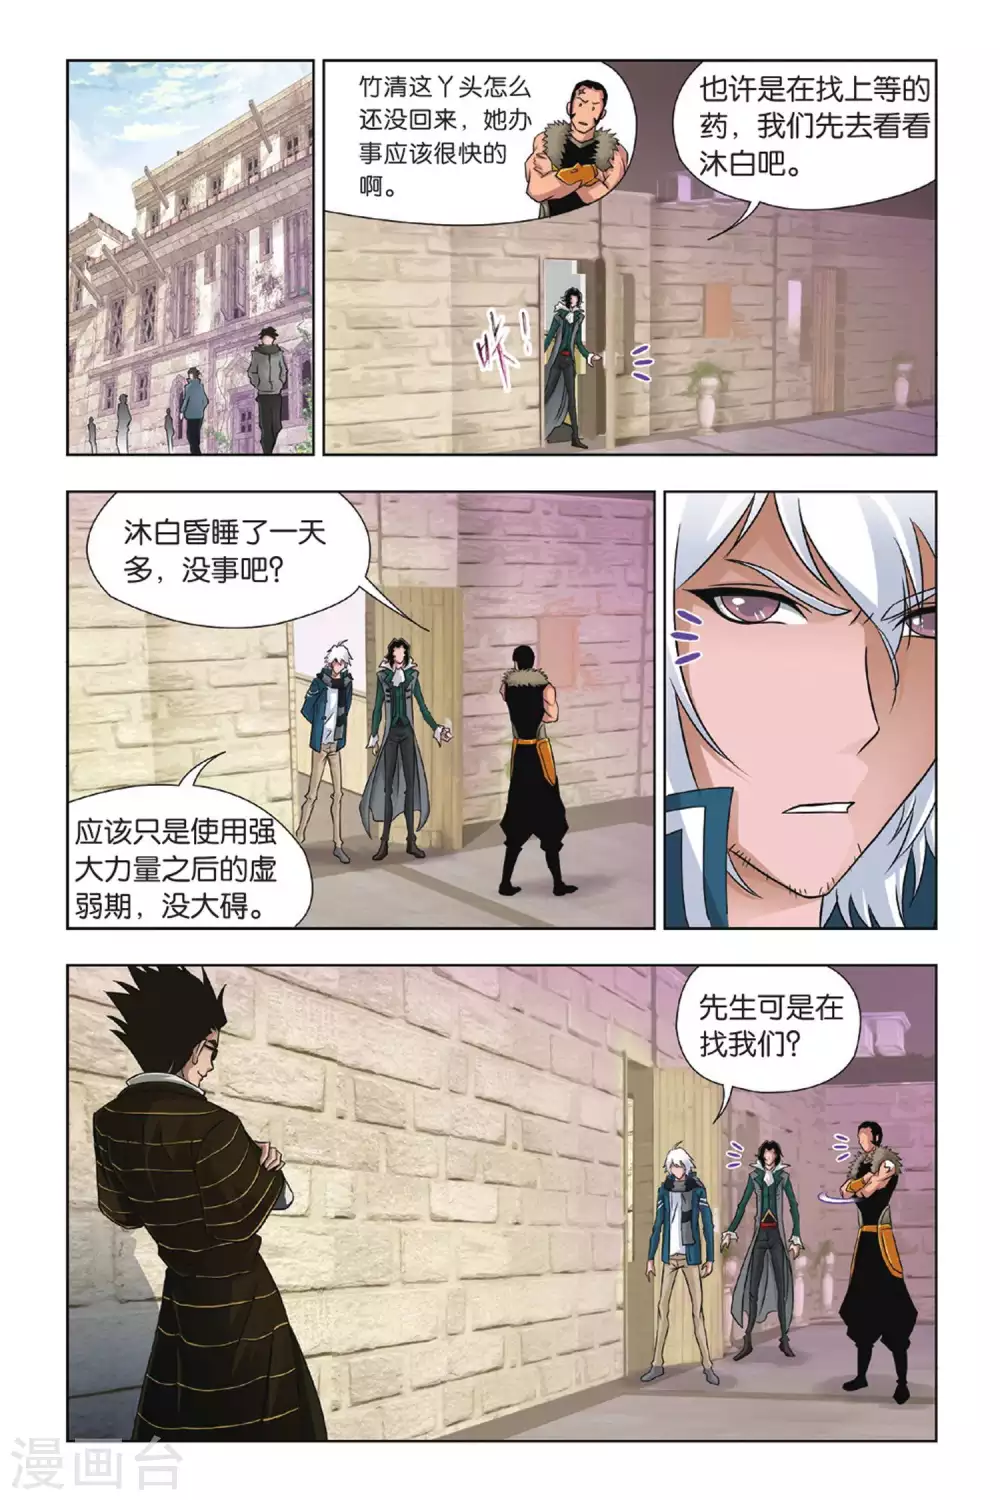 竹清这丫头怎么
还没回来，她办
事应该很快的
啊。
也许是在找上等的
药，我们先去看看
沐白吧。
咔！
沐白昏睡了一天
多，没事吧？
应该只是使用强
大力量之后的虚
弱期，没大碍。
先生可是在
找我们？
漫画台